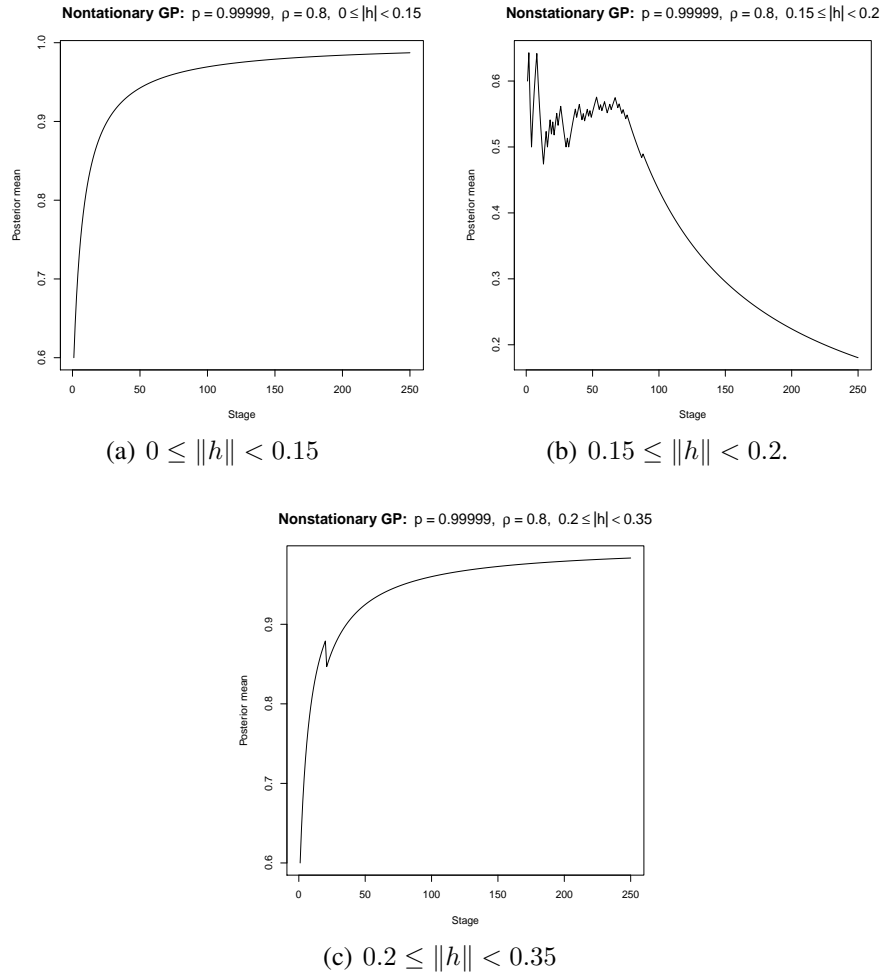 Nontationary GP: p = 0.99999, ρ = 0.8, 0 ≤ |h| < 0.15
Posterior mean
1.0
0.9
0.8
0.7
0.6
0
50
100
150
200
250
Stage
(a) 0 ≤ ‖h‖ < 0.15
Nonstationary GP: p = 0.99999, ρ = 0.8, 0.15 ≤ |h| < 0.2
Posterior mean
0.6
0.5
0.4
0.3
0.2
0
50
100
150
200
250
Stage
(b) 0.15 ≤ ‖h‖ < 0.2.
Nonstationary GP: p = 0.99999, ρ = 0.8, 0.2 ≤ |h| < 0.35
Posterior mean
0.9
0.8
0.7
0.6
0
50
100
150
200
250
Stage
(c) 0.2 ≤ ‖h‖ < 0.35